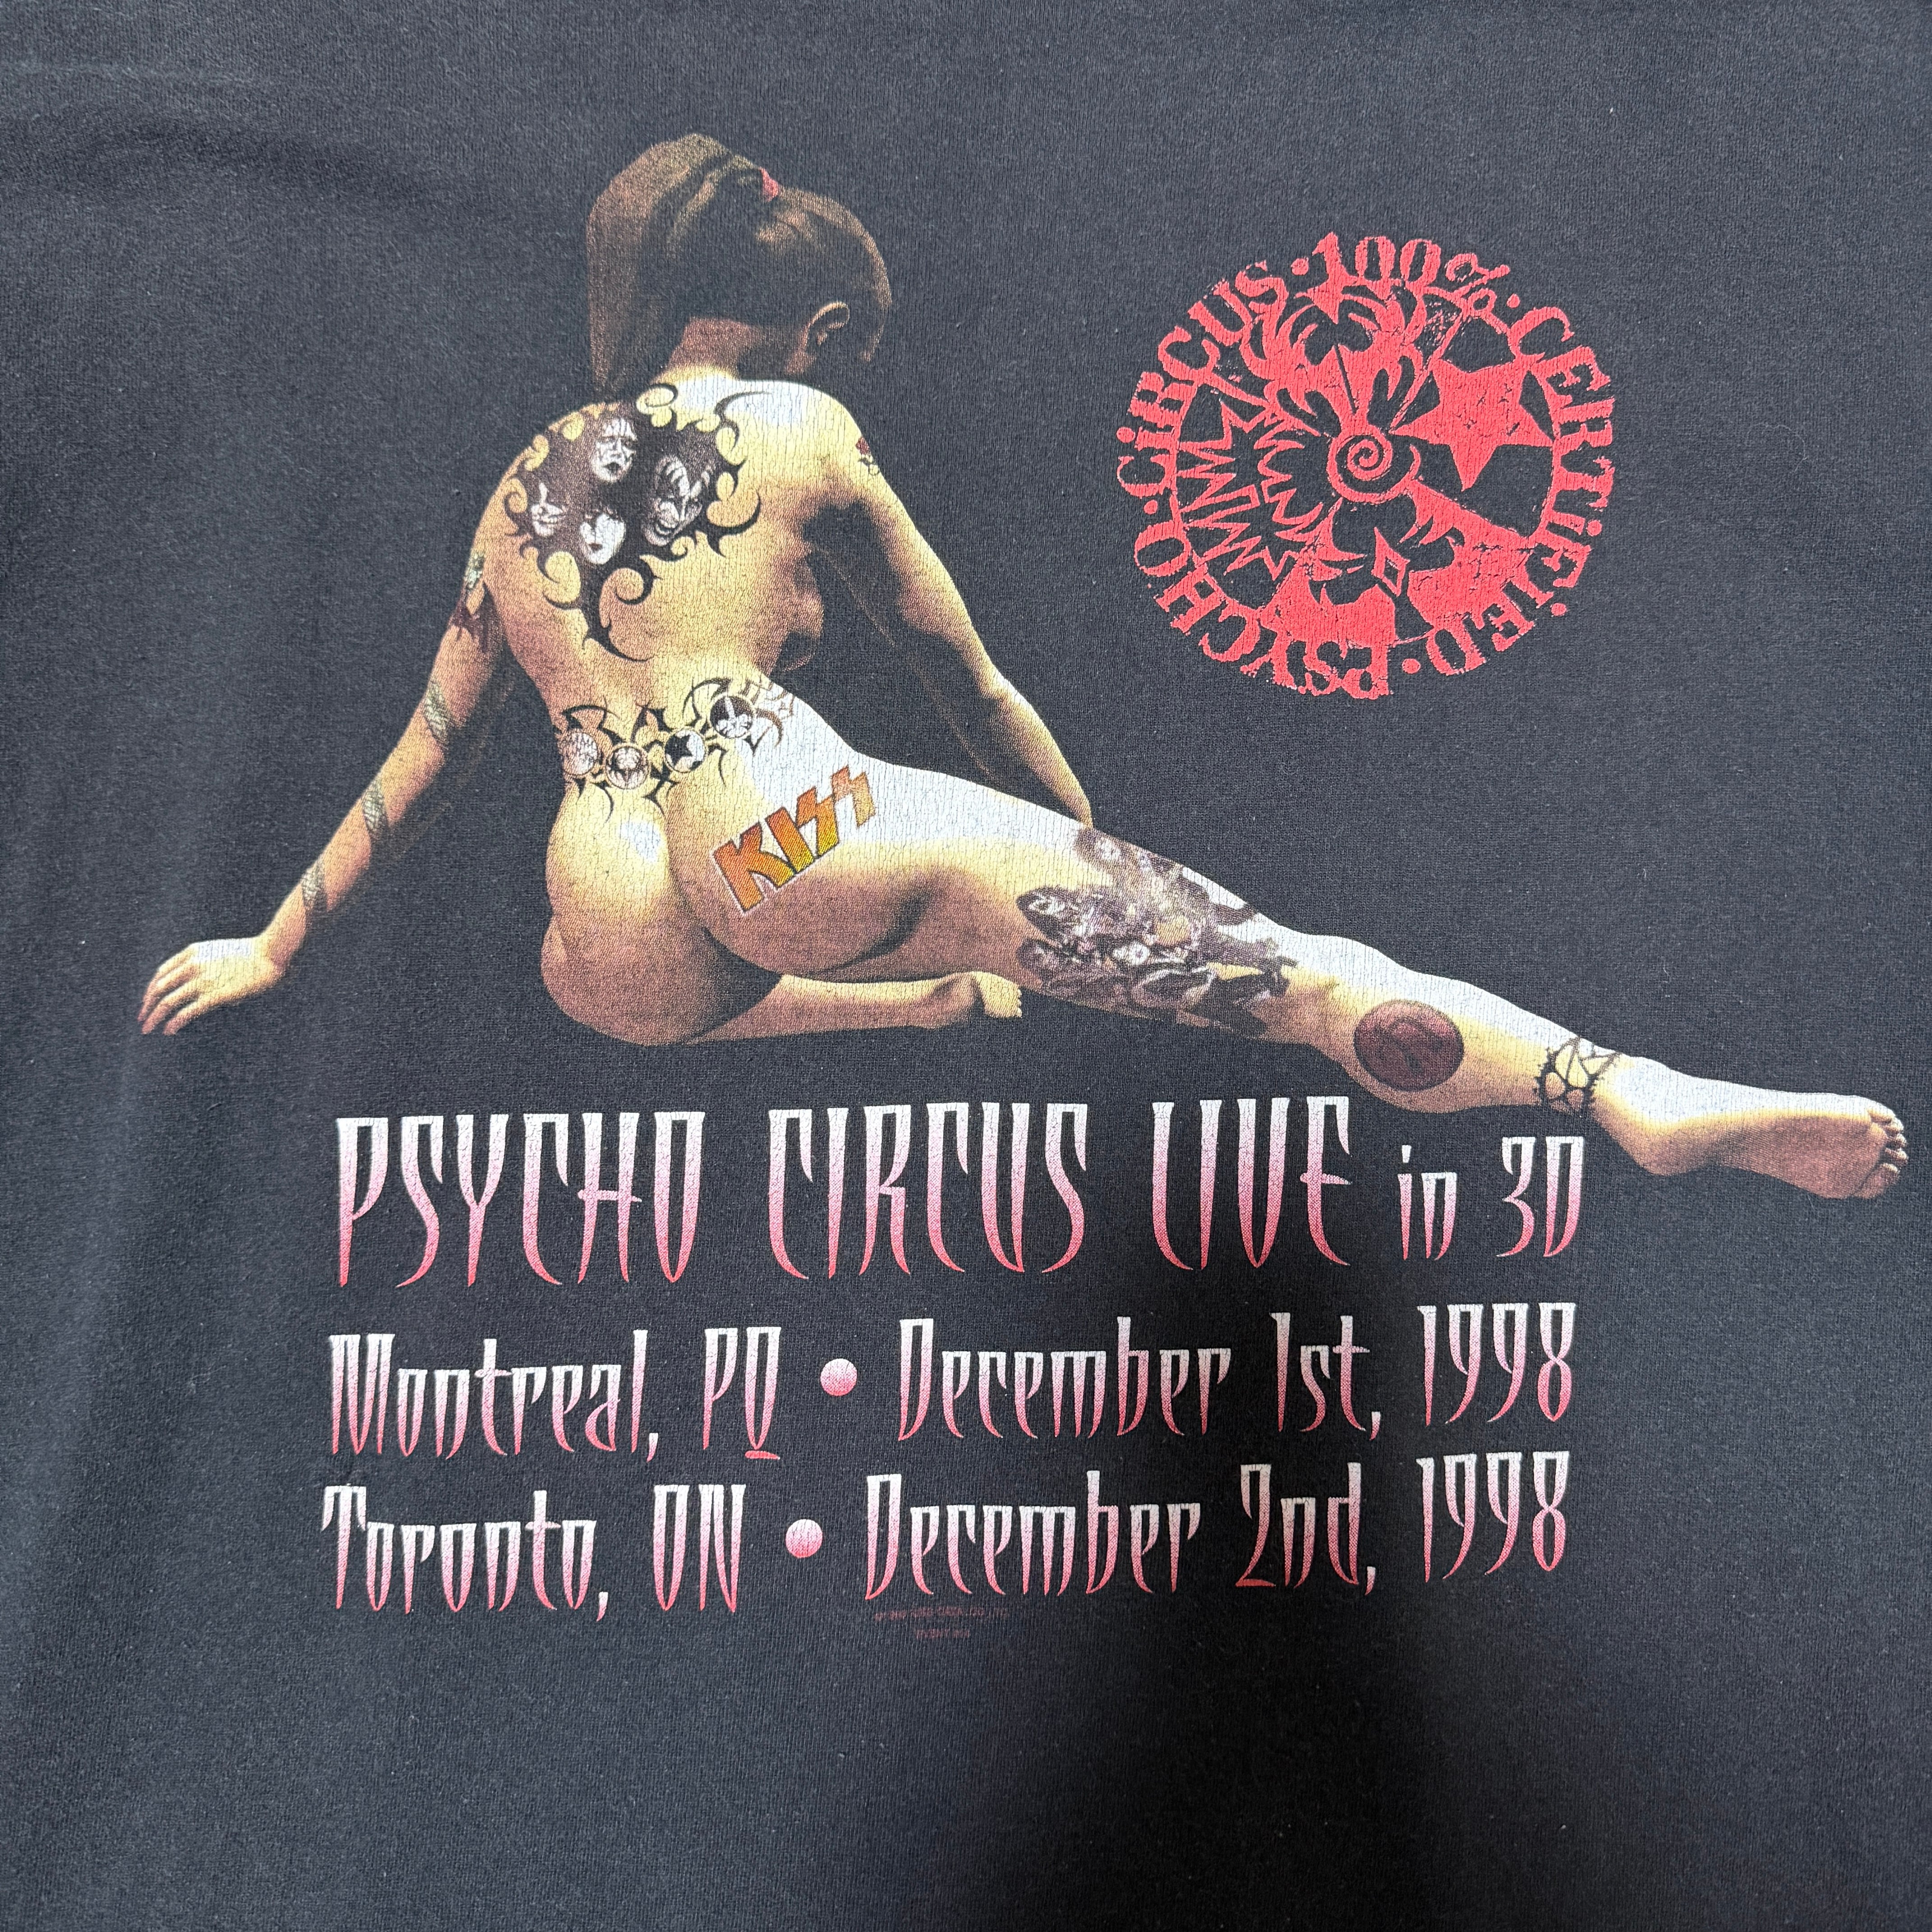 100% • CERTIFIED • PSYCHO • CIRCUS •
KISS
PSYCHO CIRCUS LIVE in 3D
Montreal, PQ • December 1st, 1998
Toronto, ON • December 2nd, 1998